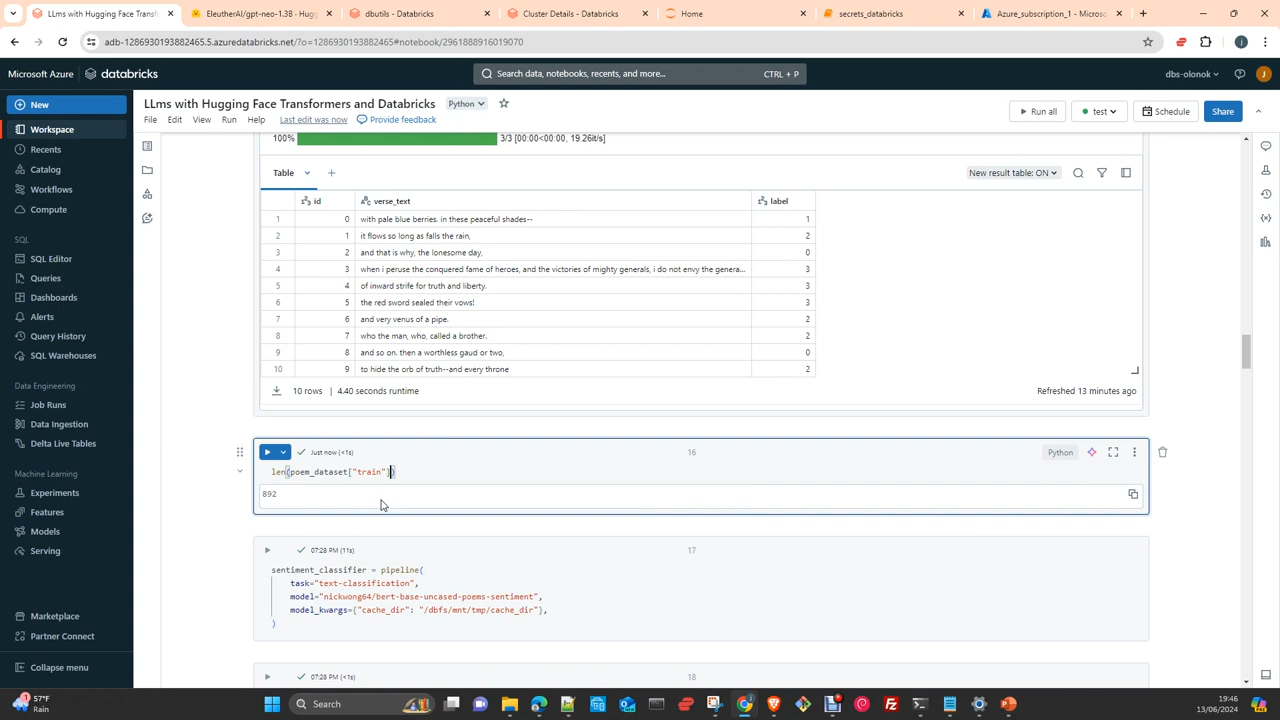 LLms with Hugging Face Transf
EleutherAI/gpt-neo-1.3B · Hugg
dbutils - Databricks
Cluster Details - Databricks
Home
secrets_databricks
Azure_subscription_1 - Microso
adb-1286930193882465.5.azuredatabricks.net/?o=1286930193882465#notebook/2961888916019070
Microsoft Azure
databricks
Search data, notebooks, recents, and more...
CTRL + P
dbs-olonok
J
New
Workspace
Recents
Catalog
Workflows
Compute
SQL
SQL Editor
Queries
Dashboards
Alerts
Query History
SQL Warehouses
Data Engineering
Job Runs
Data Ingestion
Delta Live Tables
Machine Learning
Experiments
Features
Models
Serving
Marketplace
Partner Connect
Collapse menu
LLms with Hugging Face Transformers and Databricks
Python
File
Edit
View
Run
Help
Last edit was now
Provide feedback
Run all
test
Schedule
Share
100%
3/3 [00:00<00:00, 19.26it/s]
Table
New result table: ON
id verse_text label
1 0 with pale blue berries. in these peaceful shades-- 1
2 1 it flows so long as falls the rain, 2
3 2 and that is why, the lonesome day, 0
4 3 when i peruse the conquered fame of heroes, and the victories of mighty generals, i do not envy the genera... 3
5 4 of inward strife for truth and liberty. 3
6 5 the red sword sealed their vows! 3
7 6 and very venus of a pipe. 2
8 7 who the man, who, called a brother. 2
9 8 and so on. then a worthless gaud or two, 0
10 9 to hide the orb of truth--and every throne 2
10 rows | 4.40 seconds runtime
Refreshed 13 minutes ago
Just now (<1s)
16
Python
len(poem_dataset["train"])
892
07:28 PM (11s)
17
sentiment_classifier = pipeline(
task="text-classification",
model="nickwong64/bert-base-uncased-poems-sentiment",
model_kwargs={"cache_dir": "/dbfs/mnt/tmp/cache_dir"},
)
07:28 PM (<1s)
18
57°F
Rain
Search
19:46
13/06/2024